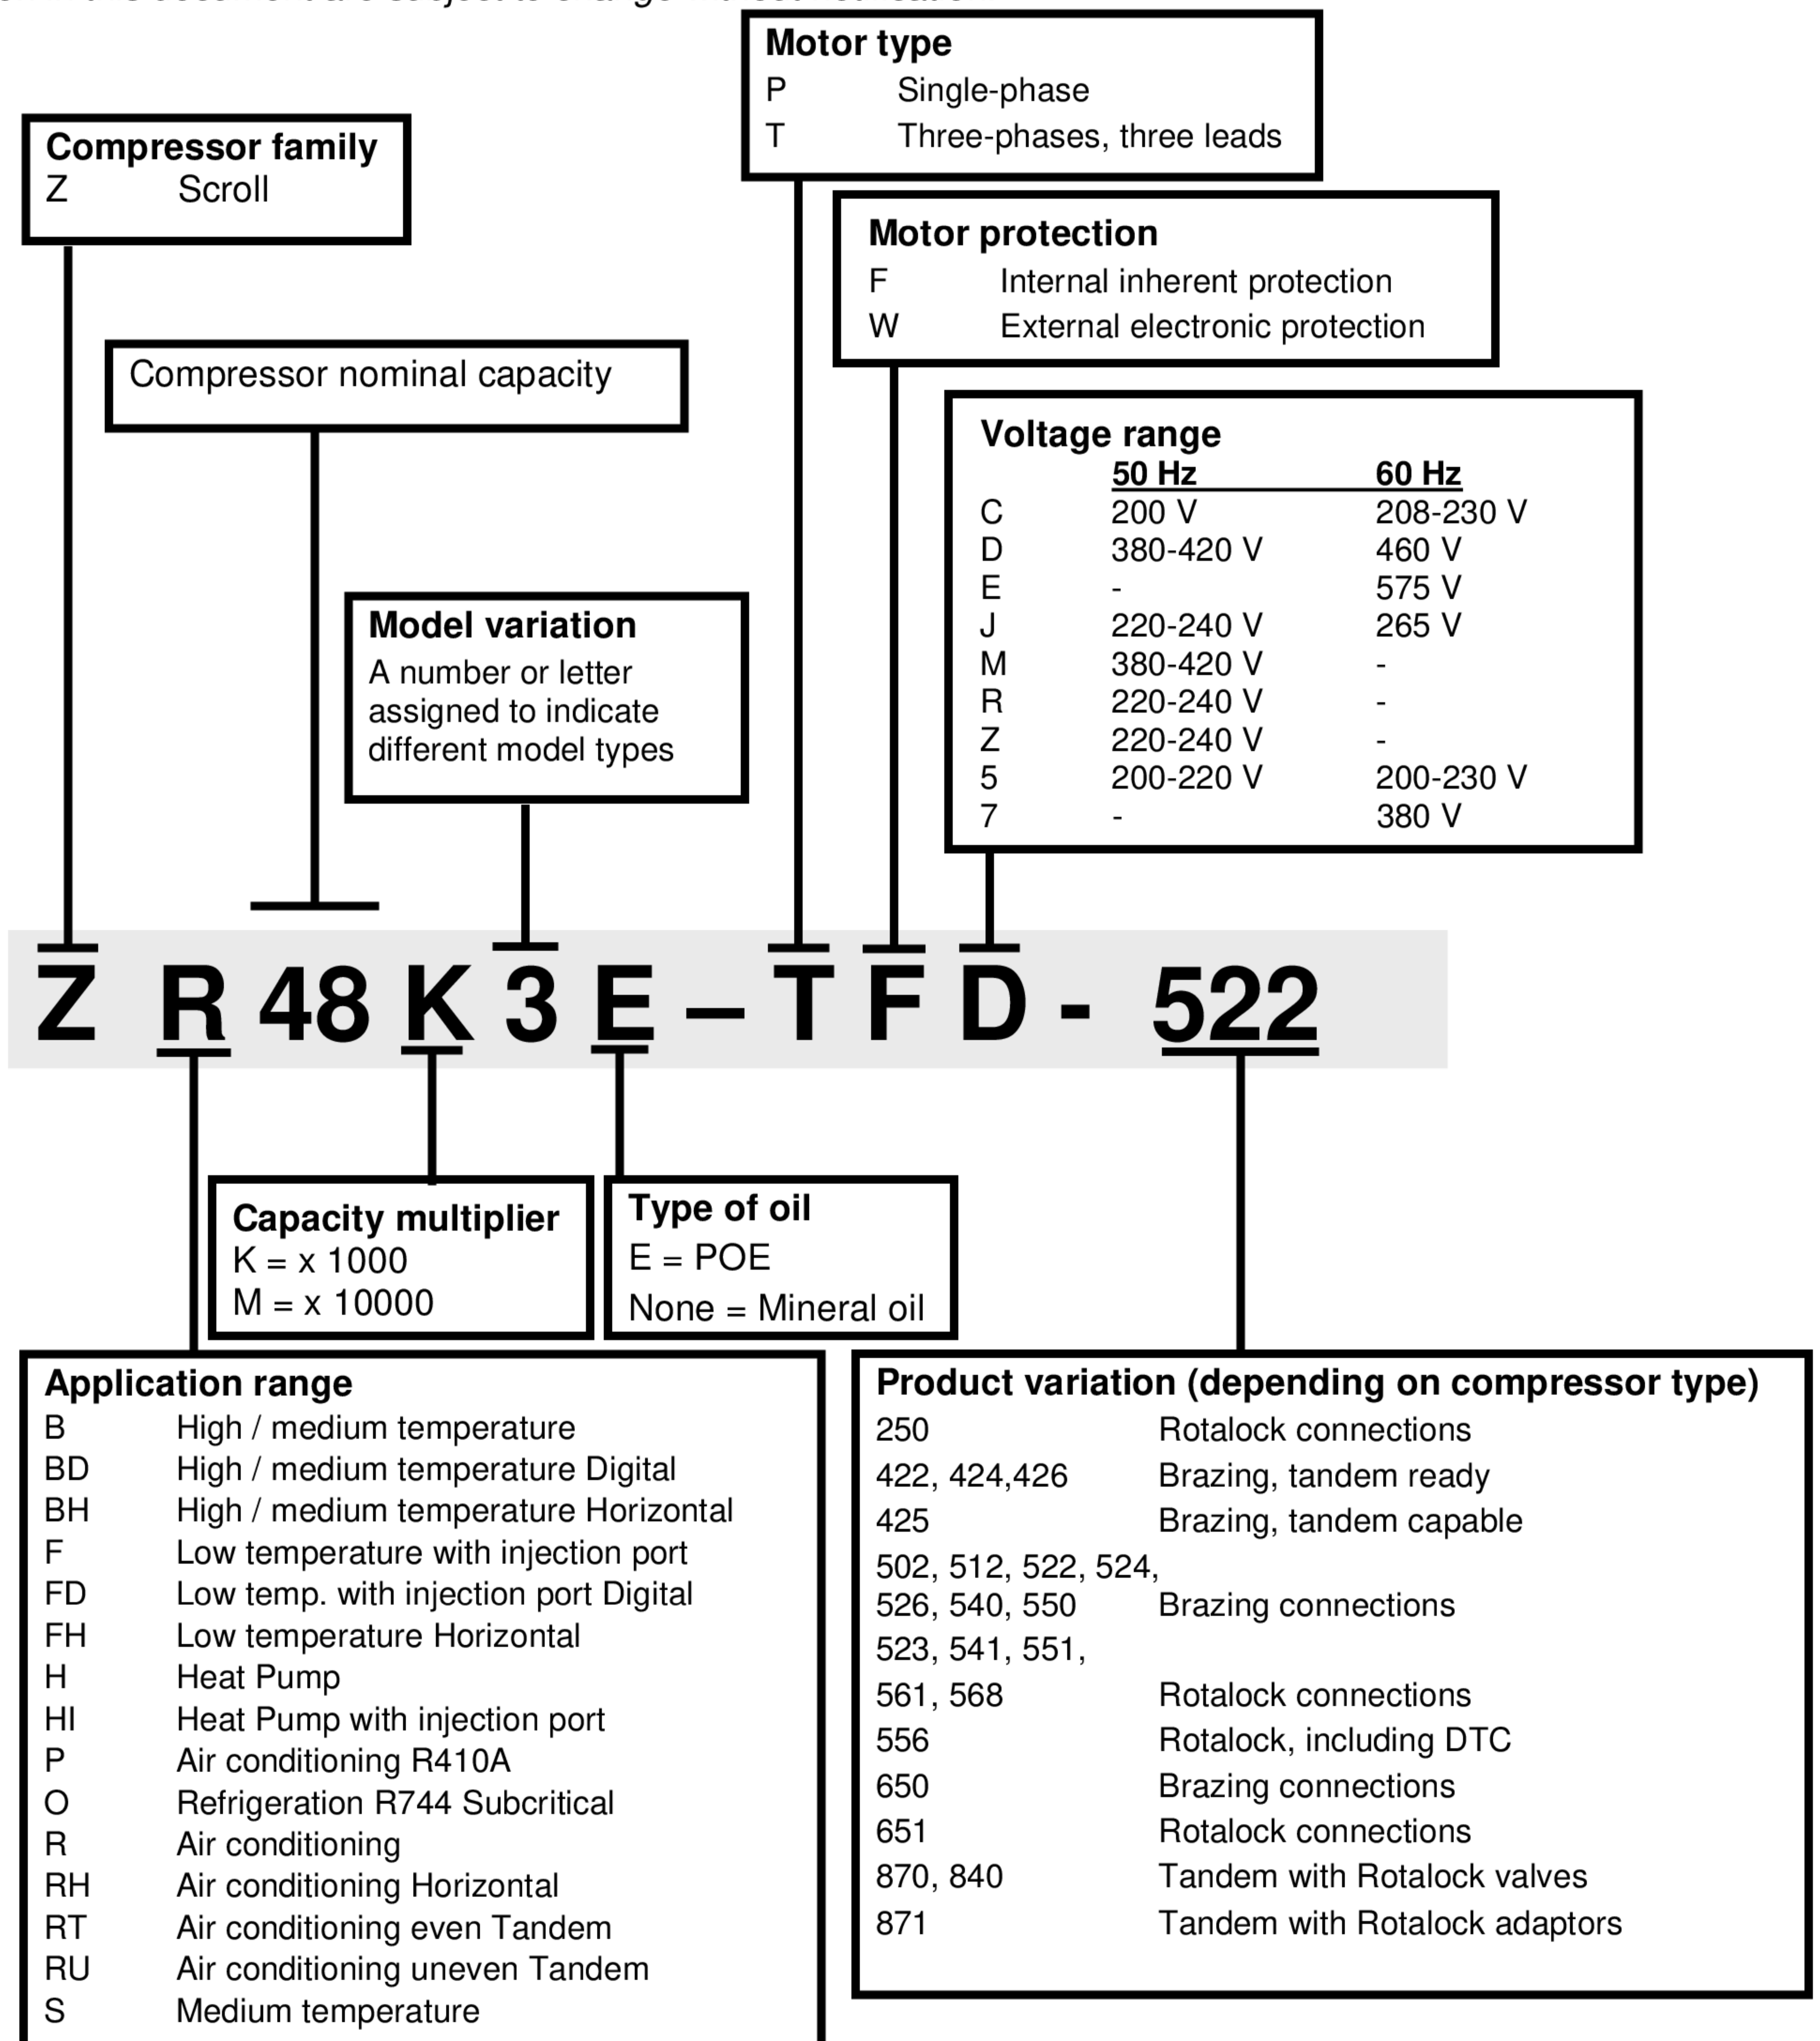 Motor type
P Single-phase
T Three-phases, three leads
Compressor family
Z Scroll
Motor protection
F Internal inherent protection
W External electronic protection
Compressor nominal capacity
Voltage range
50 Hz 60 Hz
C 200 V 208-230 V
D 380-420 V 460 V
E - 575 V
J 220-240 V 265 V
M 380-420 V -
R 220-240 V -
Z 220-240 V -
5 200-220 V 200-230 V
7 - 380 V
Model variation
A number or letter
assigned to indicate
different model types
Z R 48 K 3 E – T F D - 522
Capacity multiplier
K = x 1000
M = x 10000
Type of oil
E = POE
None = Mineral oil
Application range
B High / medium temperature
BD High / medium temperature Digital
BH High / medium temperature Horizontal
F Low temperature with injection port
FD Low temp. with injection port Digital
FH Low temperature Horizontal
H Heat Pump
HI Heat Pump with injection port
P Air conditioning R410A
O Refrigeration R744 Subcritical
R Air conditioning
RH Air conditioning Horizontal
RT Air conditioning even Tandem
RU Air conditioning uneven Tandem
S Medium temperature
Product variation (depending on compressor type)
250 Rotalock connections
422, 424,426 Brazing, tandem ready
425 Brazing, tandem capable
502, 512, 522, 524,
526, 540, 550 Brazing connections
523, 541, 551,
561, 568 Rotalock connections
556 Rotalock, including DTC
650 Brazing connections
651 Rotalock connections
870, 840 Tandem with Rotalock valves
871 Tandem with Rotalock adaptors